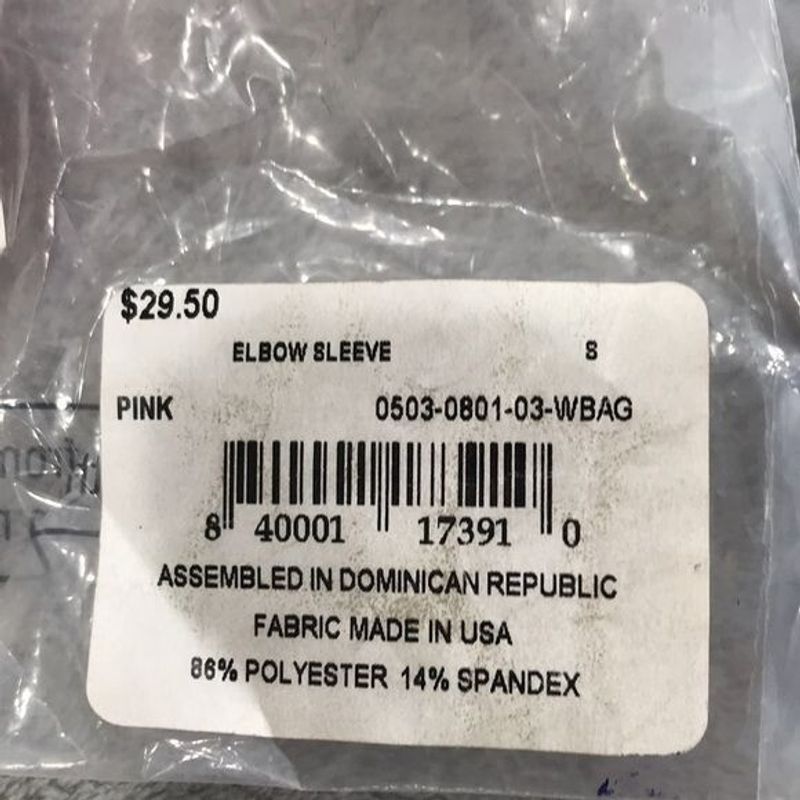 $29.50
ELBOW SLEEVE S
PINK 0503-0801-03-WBAG
8 40001 17391 0
ASSEMBLED IN DOMINICAN REPUBLIC
FABRIC MADE IN USA
86% POLYESTER 14% SPANDEX